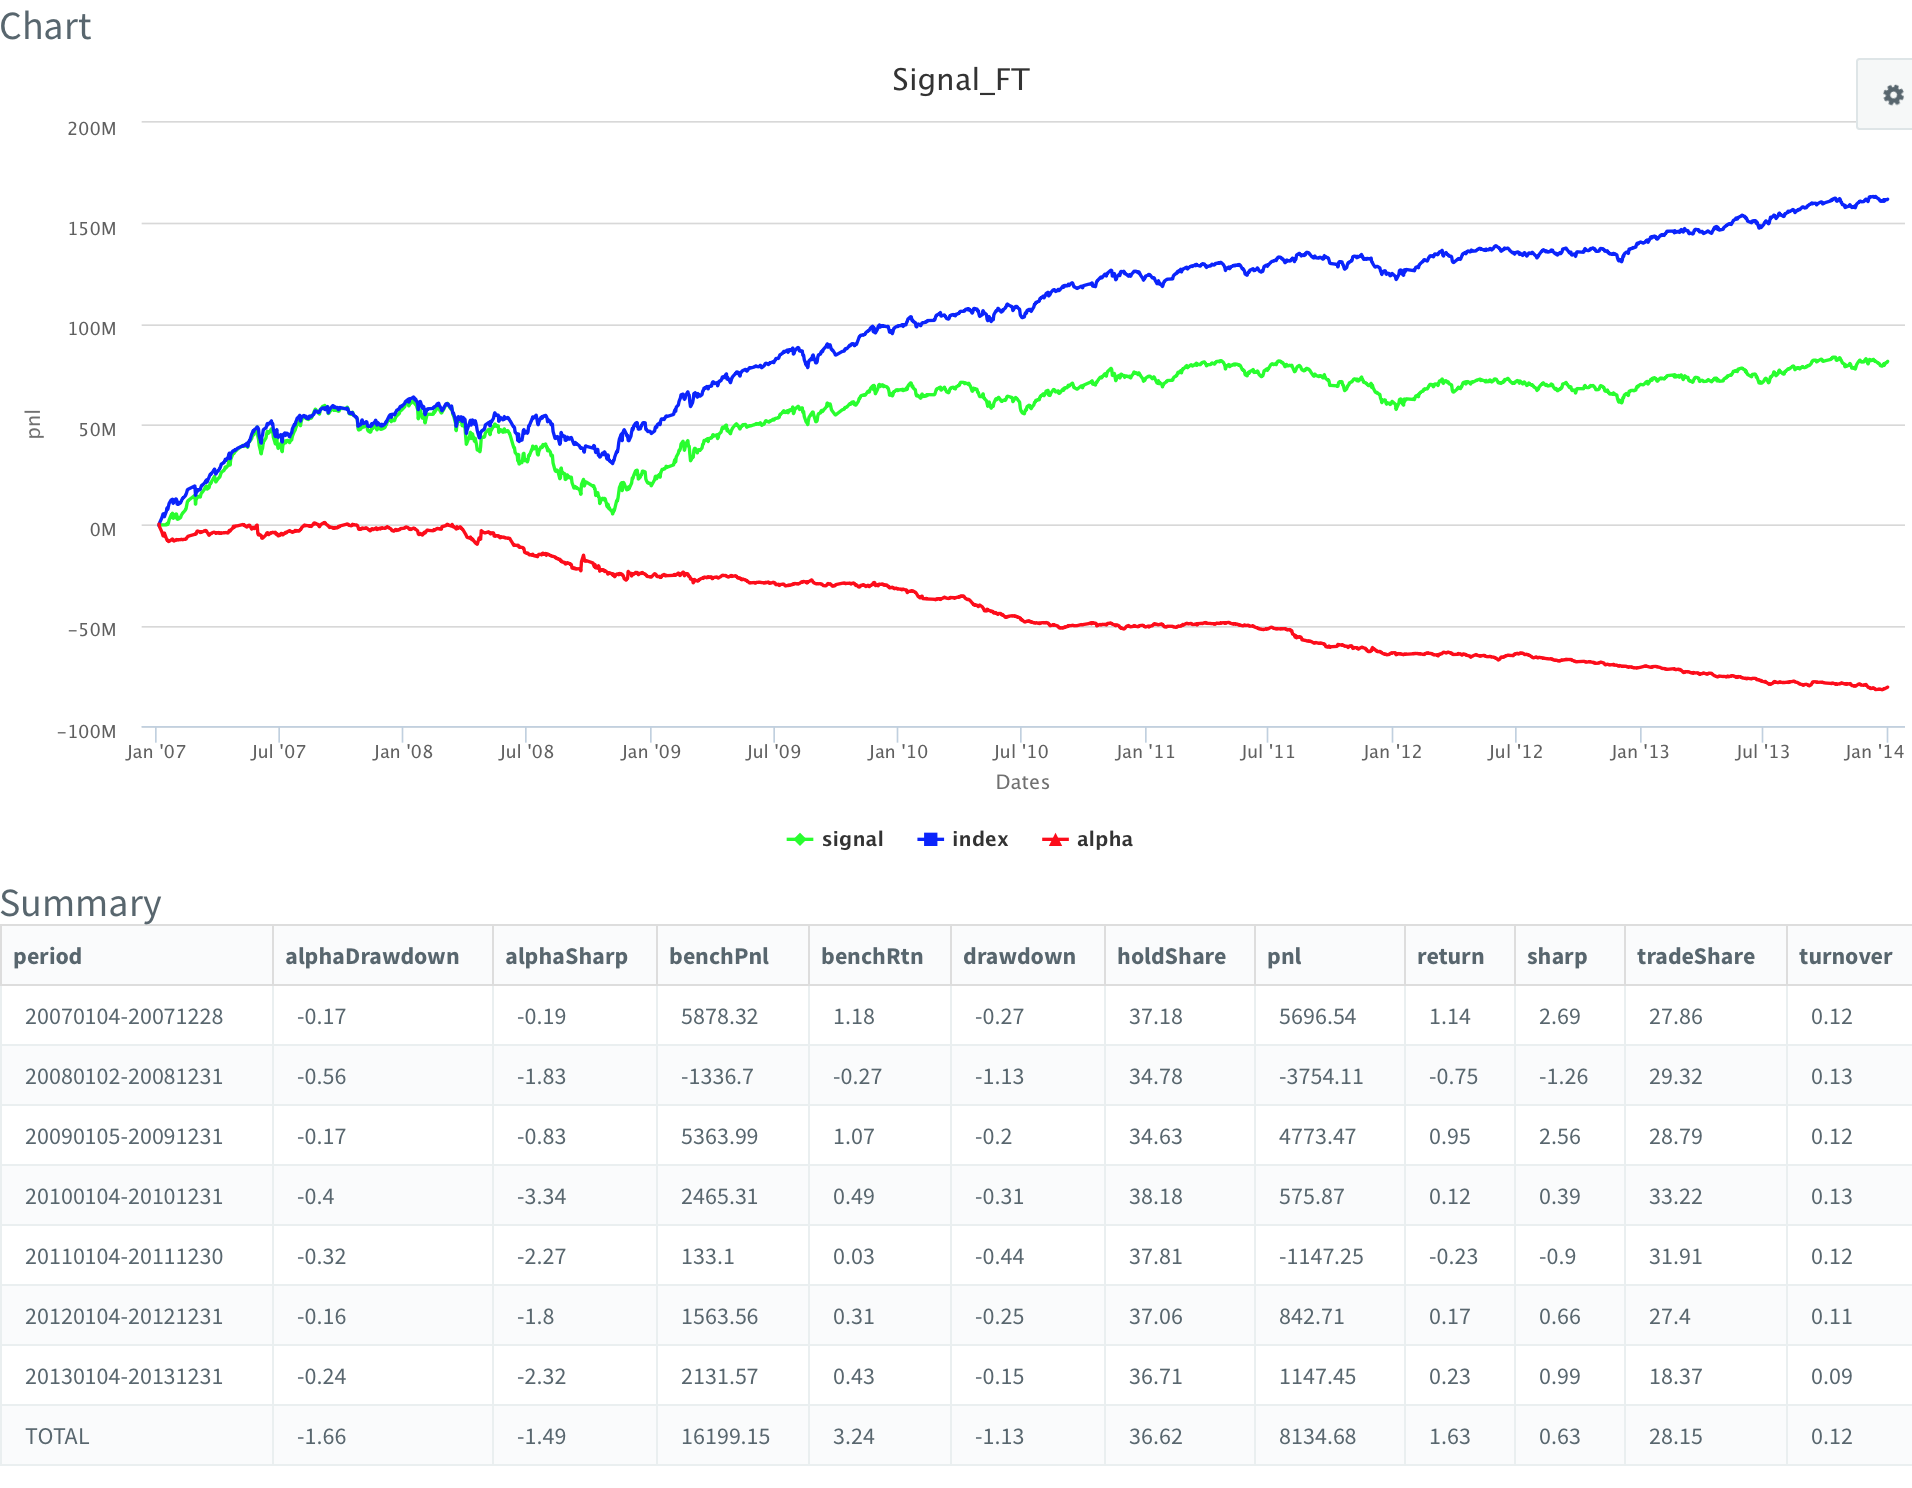 Chart
Signal_FT
200M
150M
100M
50M
0M
−50M
−100M
pnl
Jan '07 Jul '07 Jan '08 Jul '08 Jan '09 Jul '09 Jan '10 Jul '10 Jan '11 Jul '11 Jan '12 Jul '12 Jan '13 Jul '13 Jan '14
Dates
signal index alpha
Summary
period alphaDrawdown alphaSharp benchPnl benchRtn drawdown holdShare pnl return sharp tradeShare turnover
20070104-20071228 -0.17 -0.19 5878.32 1.18 -0.27 37.18 5696.54 1.14 2.69 27.86 0.12
20080102-20081231 -0.56 -1.83 -1336.7 -0.27 -1.13 34.78 -3754.11 -0.75 -1.26 29.32 0.13
20090105-20091231 -0.17 -0.83 5363.99 1.07 -0.2 34.63 4773.47 0.95 2.56 28.79 0.12
20100104-20101231 -0.4 -3.34 2465.31 0.49 -0.31 38.18 575.87 0.12 0.39 33.22 0.13
20110104-20111230 -0.32 -2.27 133.1 0.03 -0.44 37.81 -1147.25 -0.23 -0.9 31.91 0.12
20120104-20121231 -0.16 -1.8 1563.56 0.31 -0.25 37.06 842.71 0.17 0.66 27.4 0.11
20130104-20131231 -0.24 -2.32 2131.57 0.43 -0.15 36.71 1147.45 0.23 0.99 18.37 0.09
TOTAL -1.66 -1.49 16199.15 3.24 -1.13 36.62 8134.68 1.63 0.63 28.15 0.12